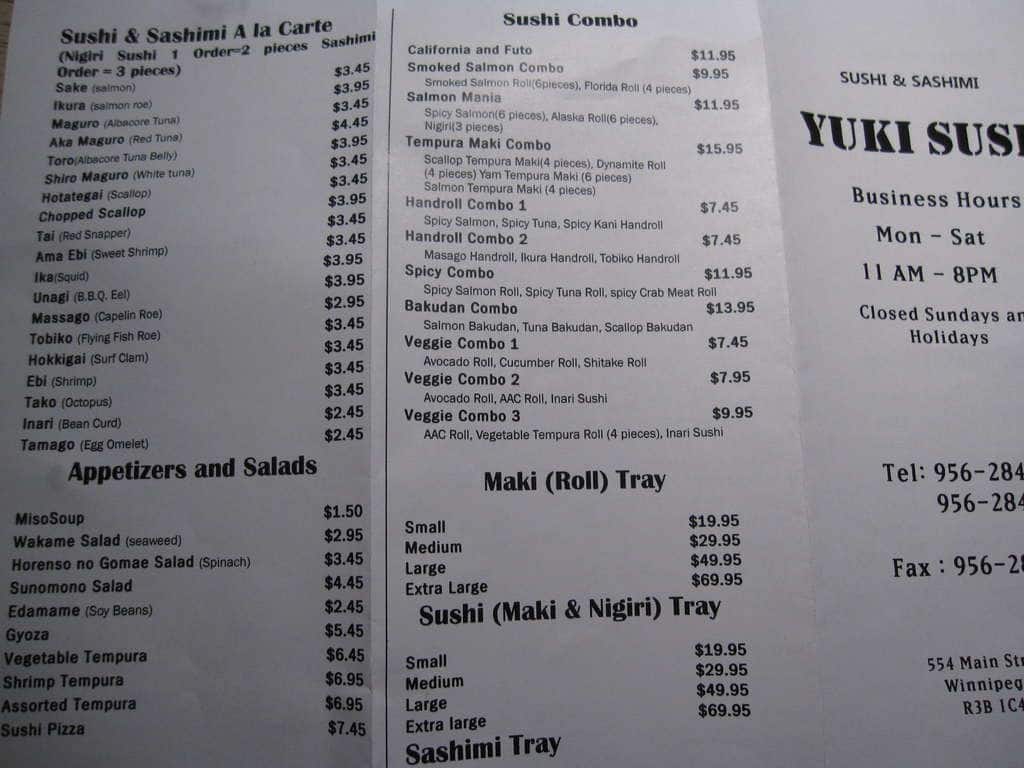 Sushi & Sashimi A la Carte
(Nigiri Sushi 1 Order=2 pieces Sashimi
Order = 3 pieces)
Sake (salmon) $3.45
Ikura (salmon roe) $3.95
Maguro (Albacore Tuna) $3.45
Aka Maguro (Red Tuna) $4.45
Toro(Albacore Tuna Belly) $3.95
Shiro Maguro (White tuna) $3.45
Hotategai (Scallop) $3.45
Chopped Scallop $3.95
Tai (Red Snapper) $3.45
Ama Ebi (Sweet Shrimp) $3.45
Ika(Squid) $3.95
Unagi (B.B.Q. Eel) $3.95
Massago (Capelin Roe) $2.95
Tobiko (Flying Fish Roe) $3.45
Hokkigai (Surf Clam) $3.45
Ebi (Shrimp) $3.45
Tako (Octopus) $3.45
Inari (Bean Curd) $2.45
Tamago (Egg Omelet) $2.45
Appetizers and Salads
MisoSoup $1.50
Wakame Salad (seaweed) $2.95
Horenso no Gomae Salad (Spinach) $3.45
Sunomono Salad $4.45
Edamame (Soy Beans) $2.45
Gyoza $5.45
Vegetable Tempura $6.45
Shrimp Tempura $6.95
Assorted Tempura $6.95
Sushi Pizza $7.45
Sushi Combo
California and Futo $11.95
Smoked Salmon Combo $9.95
Smoked Salmon Roll(6pieces), Florida Roll (4 pieces)
Salmon Mania $11.95
Spicy Salmon(6 pieces), Alaska Roll(6 pieces),
Nigiri(3 pieces)
Tempura Maki Combo $15.95
Scallop Tempura Maki(4 pieces), Dynamite Roll
(4 pieces) Yam Tempura Maki (6 pieces)
Salmon Tempura Maki (4 pieces)
Handroll Combo 1 $7.45
Spicy Salmon, Spicy Tuna, Spicy Kani Handroll
Handroll Combo 2 $7.45
Masago Handroll, Ikura Handroll, Tobiko Handroll
Spicy Combo $11.95
Spicy Salmon Roll, Spicy Tuna Roll, spicy Crab Meat Roll
Bakudan Combo $13.95
Salmon Bakudan, Tuna Bakudan, Scallop Bakudan
Veggie Combo 1 $7.45
Avocado Roll, Cucumber Roll, Shitake Roll
Veggie Combo 2 $7.95
Avocado Roll, AAC Roll, Inari Sushi
Veggie Combo 3 $9.95
AAC Roll, Vegetable Tempura Roll (4 pieces), Inari Sushi
Maki (Roll) Tray
Small $19.95
Medium $29.95
Large $49.95
Extra Large $69.95
Sushi (Maki & Nigiri) Tray
Small $19.95
Medium $29.95
Large $49.95
Extra large $69.95
Sashimi Tray
SUSHI & SASHIMI
YUKI SUS
Business Hours
Mon - Sat
11 AM - 8PM
Closed Sundays an
Holidays
Tel: 956-284
956-284
Fax : 956-28
554 Main Str
Winnipeg
R3B 1C4